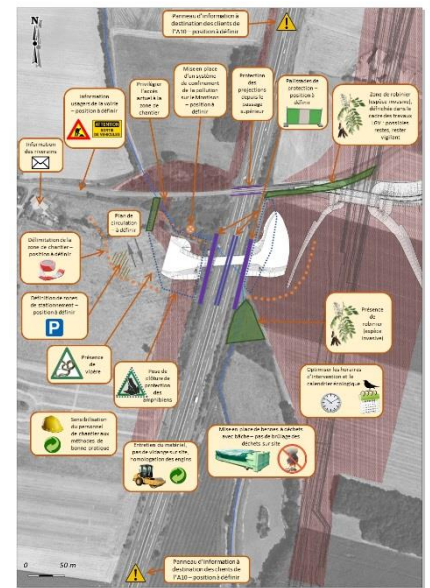 Panneau d'information à
destination des clients de
l'A10 – position à définir
N
Information
usagers de la voirie
– position à définir
ATTENTION
SORTIE
DE VEHICULES
Privilégier
l'accès
actuel à la
zone de
chantier
Mise en place
d'un système
de confinement
de la pollution
– position à
définir
Protection
des
projections
depuis le
passage
supérieur
Palissades de
protection –
position à
définir
Zone de robinier
(espèce invasive),
défrichée dans le
cadre des travaux
: possibles
restes, rester
vigilant
Information
des riverains
Plan de
circulation
à définir
Délimitation de la
zone de chantier –
position à définir
Définition de zones
de stationnement –
position à définir
P
Présence de
vipère
Pose de
clôture de
protection
des
amphibiens
Présence de
robinier
(espèce
invasive)
Optimiser les horaires
d'intervention et le
calendrier écologique
Sensibilisation
du personnel
de chantier aux
méthodes de
bonne pratique
Entretien du matériel,
pas de vidange sur site,
homologation des engins
Mise en place de bennes à déchets
avec bâche – pas de brûlage des
déchets sur site
0 50 m
Panneau d'information à
destination des clients de
l'A10 – position à définir